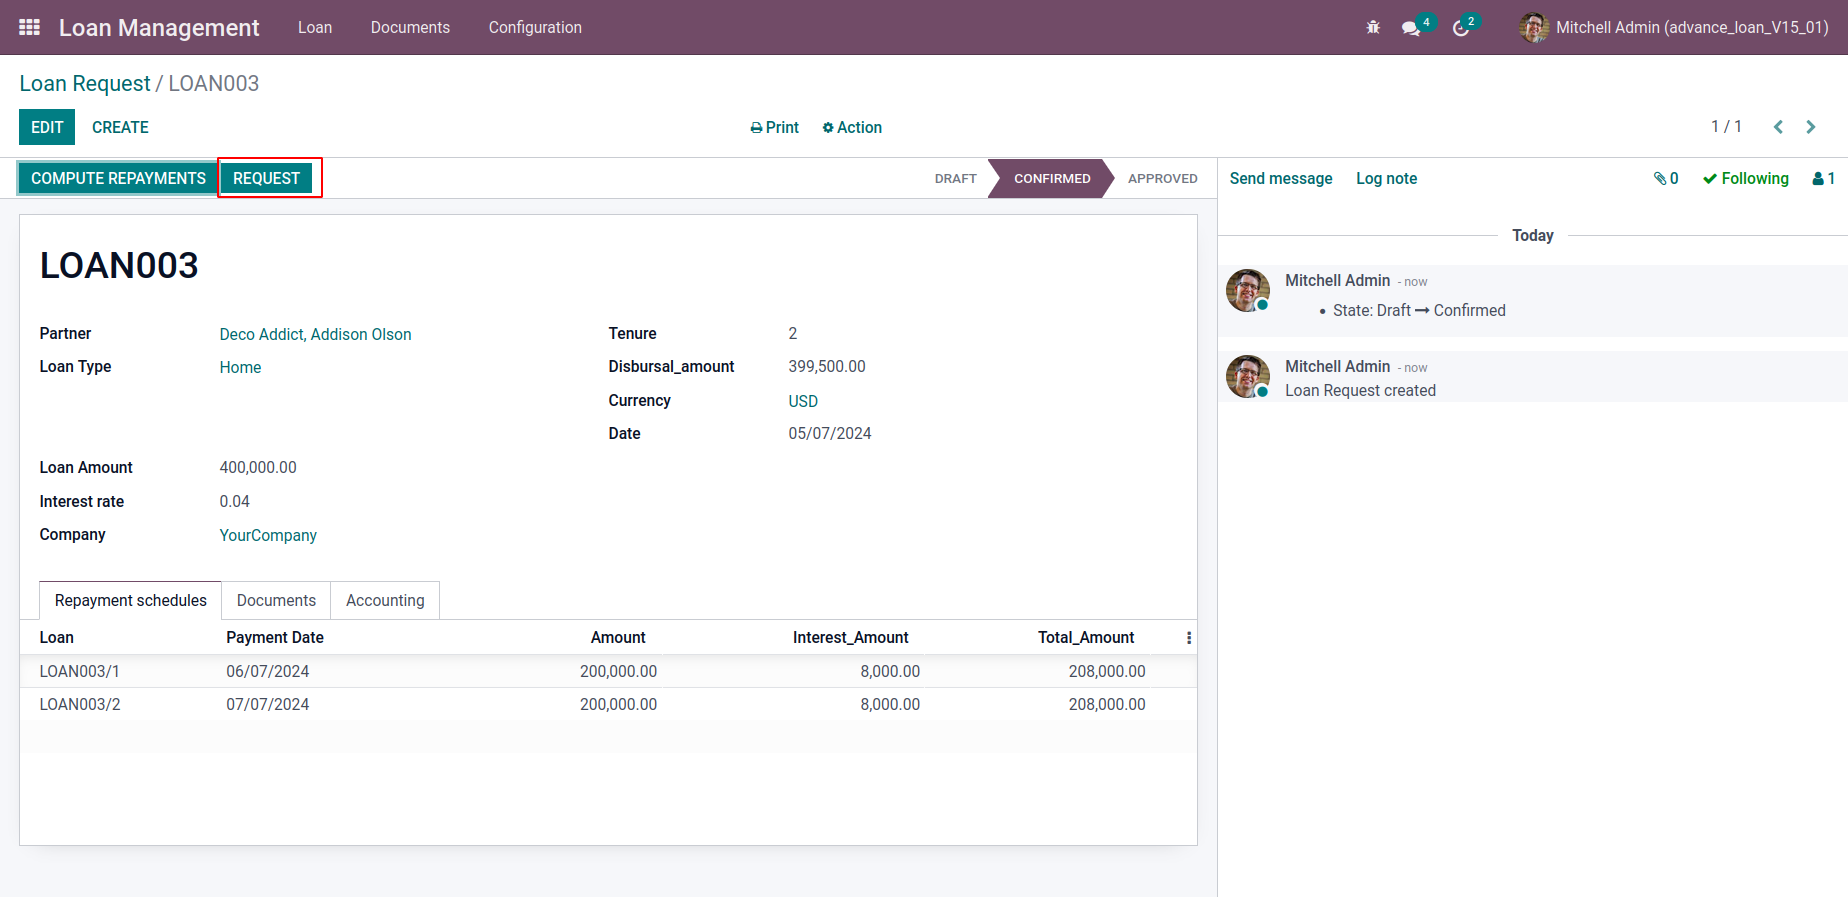 Loan Management Loan Documents Configuration 4 2 Mitchell Admin (advance_loan_V15_01)
Loan Request / LOAN003
EDIT CREATE Print Action 1 / 1
COMPUTE REPAYMENTS REQUEST DRAFT CONFIRMED APPROVED Send message Log note 0 Following 1
Today
LOAN003
Mitchell Admin - now
State: Draft → Confirmed
Partner Deco Addict, Addison Olson Tenure 2
Loan Type Home Disbursal_amount 399,500.00
Mitchell Admin - now
Loan Request created
Currency USD
Date 05/07/2024
Loan Amount 400,000.00
Interest rate 0.04
Company YourCompany
Repayment schedules Documents Accounting
Loan Payment Date Amount Interest_Amount Total_Amount
LOAN003/1 06/07/2024 200,000.00 8,000.00 208,000.00
LOAN003/2 07/07/2024 200,000.00 8,000.00 208,000.00